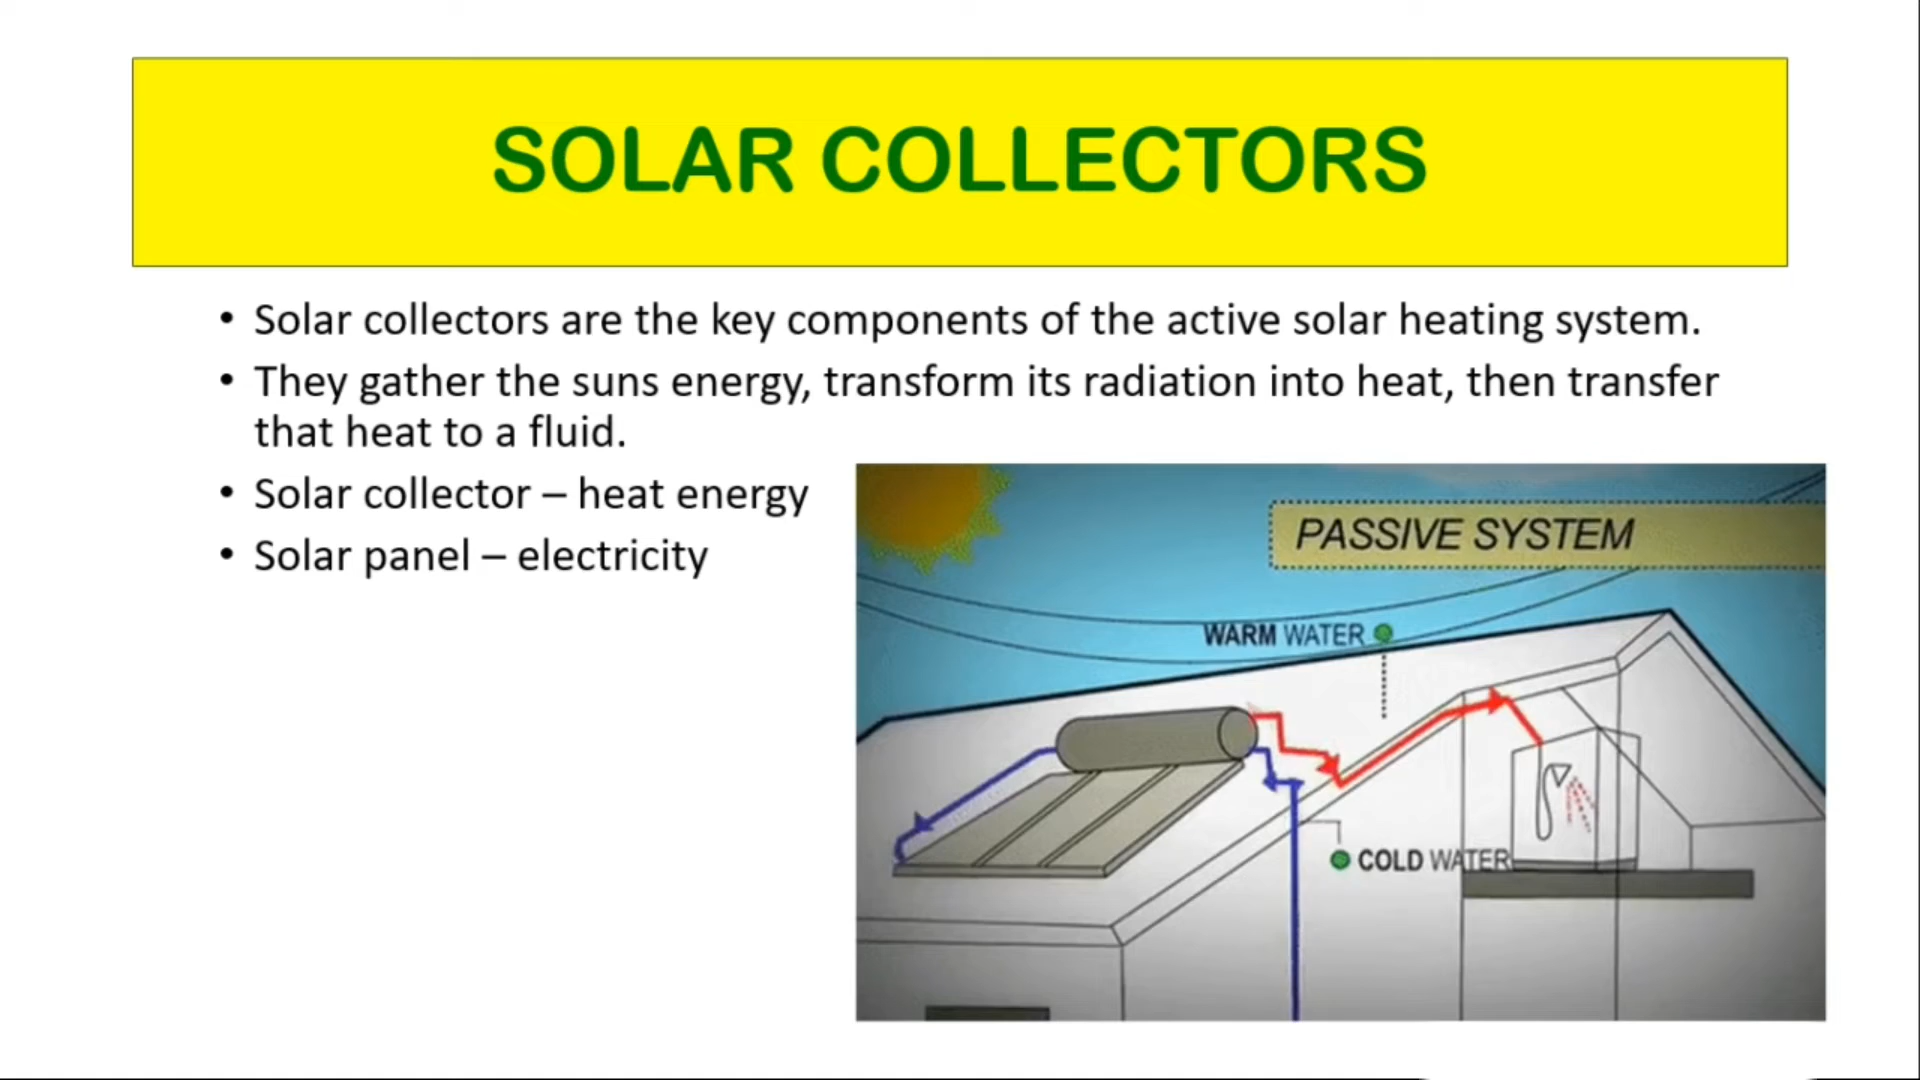 SOLAR COLLECTORS
• Solar collectors are the key components of the active solar heating system.
• They gather the suns energy, transform its radiation into heat, then transfer
that heat to a fluid.
• Solar collector – heat energy
• Solar panel – electricity
PASSIVE SYSTEM
WARM WATER
COLD WATER